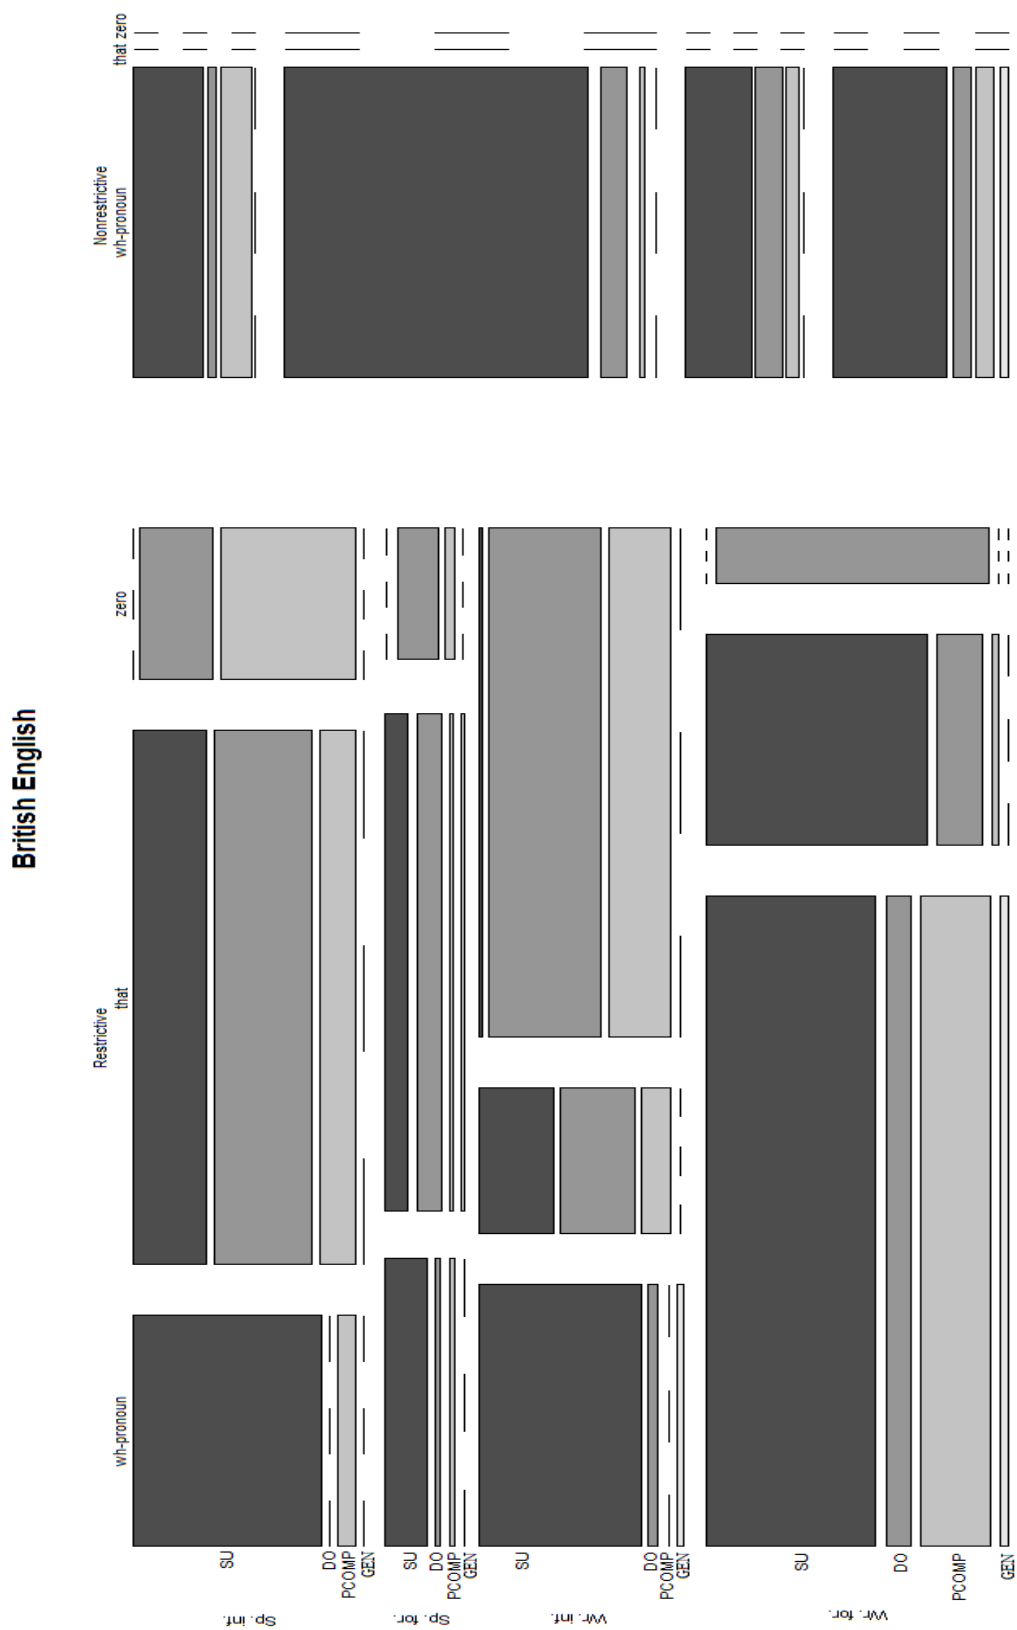 British English
Restrictive
Nonrestrictive
wh-pronoun
that
zero
wh-pronoun
that zero
Sp. inf.
SU
DO
PCOMP
GEN
Sp. for.
SU
DO
PCOMP
GEN
Wr. inf.
SU
DO
PCOMP
GEN
Wr. for.
SU
DO
PCOMP
GEN